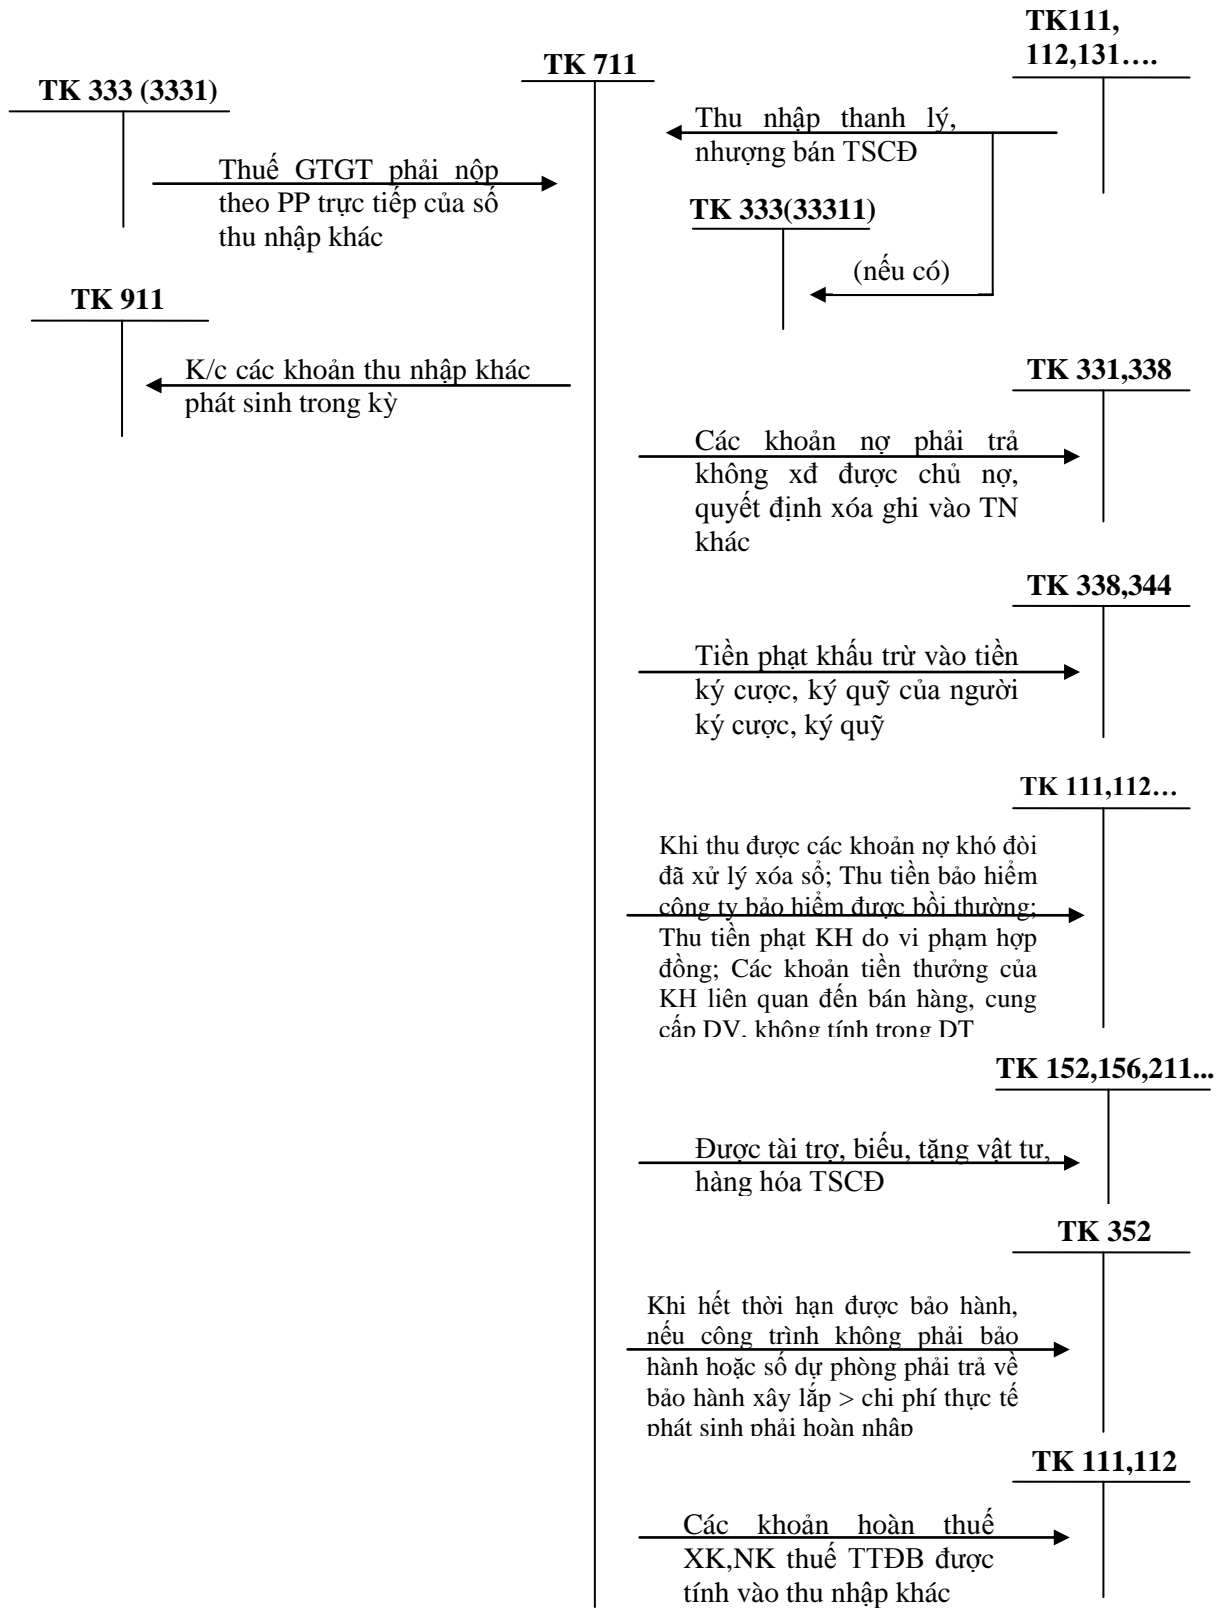 TK111,
112,131….
TK 711
TK 333 (3331)
Thu nhập thanh lý,
nhượng bán TSCĐ
Thuế GTGT phải nộp
theo PP trực tiếp của số
thu nhập khác
TK 333(33311)
(nếu có)
TK 911
K/c các khoản thu nhập khác
phát sinh trong kỳ
TK 331,338
Các khoản nợ phải trả
không xđ được chủ nợ,
quyết định xóa ghi vào TN
khác
TK 338,344
Tiền phạt khấu trừ vào tiền
ký cược, ký quỹ của người
ký cược, ký quỹ
TK 111,112…
Khi thu được các khoản nợ khó đòi
đã xử lý xóa sổ; Thu tiền bảo hiểm
công ty bảo hiểm được bồi thường;
Thu tiền phạt KH do vi phạm hợp
đồng; Các khoản tiền thưởng của
KH liên quan đến bán hàng, cung
cấp DV, không tính trong DT
TK 152,156,211...
Được tài trợ, biếu, tặng vật tư,
hàng hóa TSCĐ
TK 352
Khi hết thời hạn được bảo hành,
nếu công trình không phải bảo
hành hoặc số dự phòng phải trả về
bảo hành xây lắp > chi phí thực tế
phát sinh phải hoàn nhập
TK 111,112
Các khoản hoàn thuế
XK,NK thuế TTĐB được
tính vào thu nhập khác